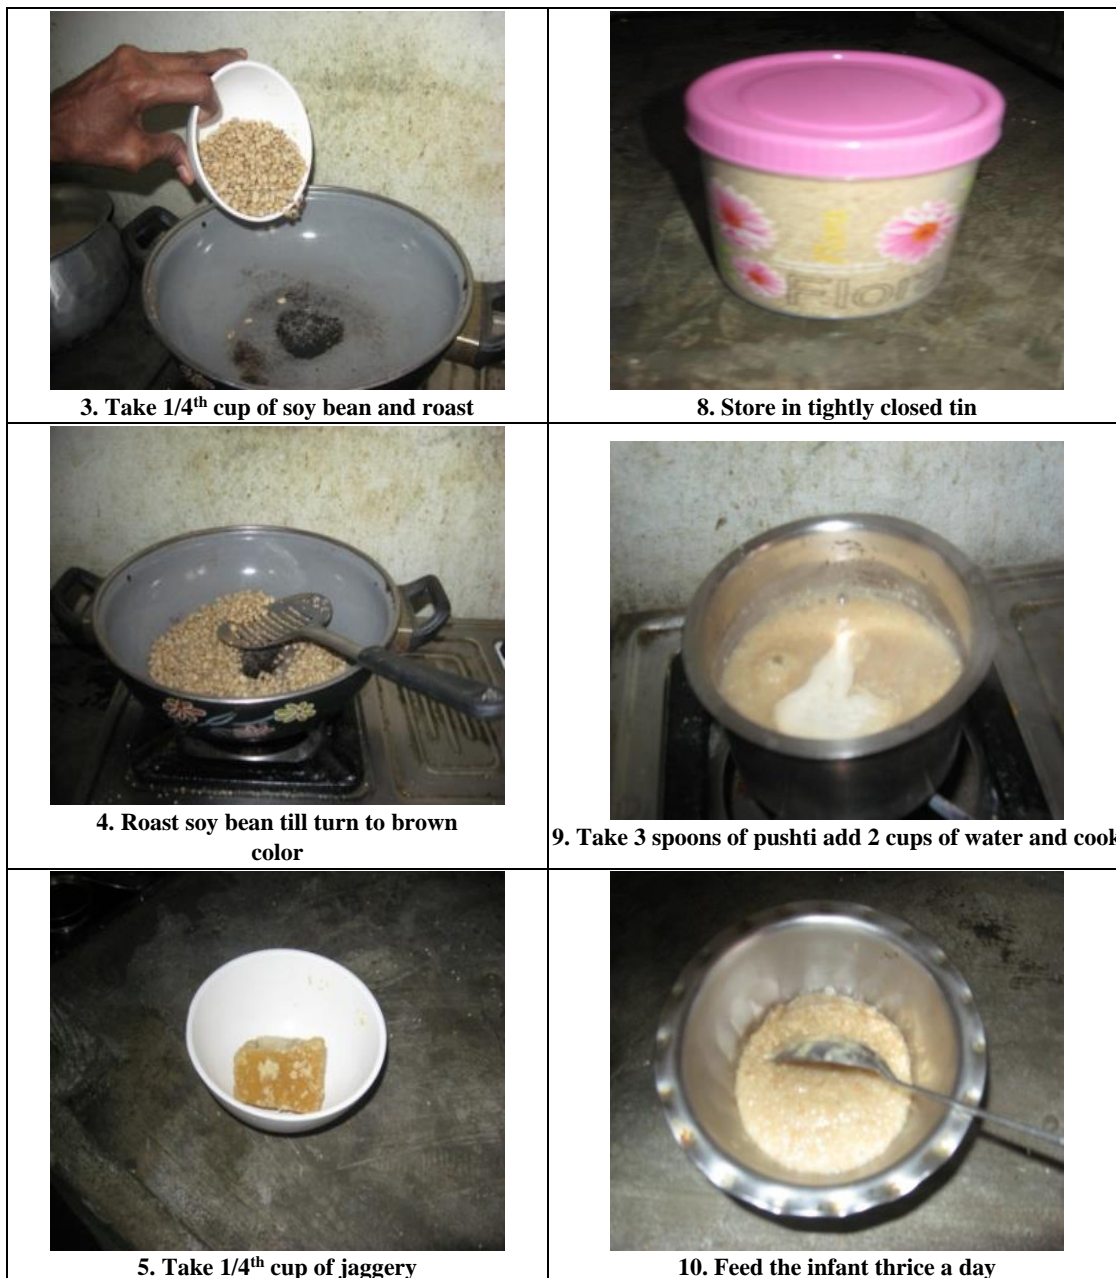 3. Take 1/4th cup of soy bean and roast
4. Roast soy bean till turn to brown
color
5. Take 1/4th cup of jaggery
8. Store in tightly closed tin
9. Take 3 spoons of pushti add 2 cups of water and cook
10. Feed the infant thrice a day